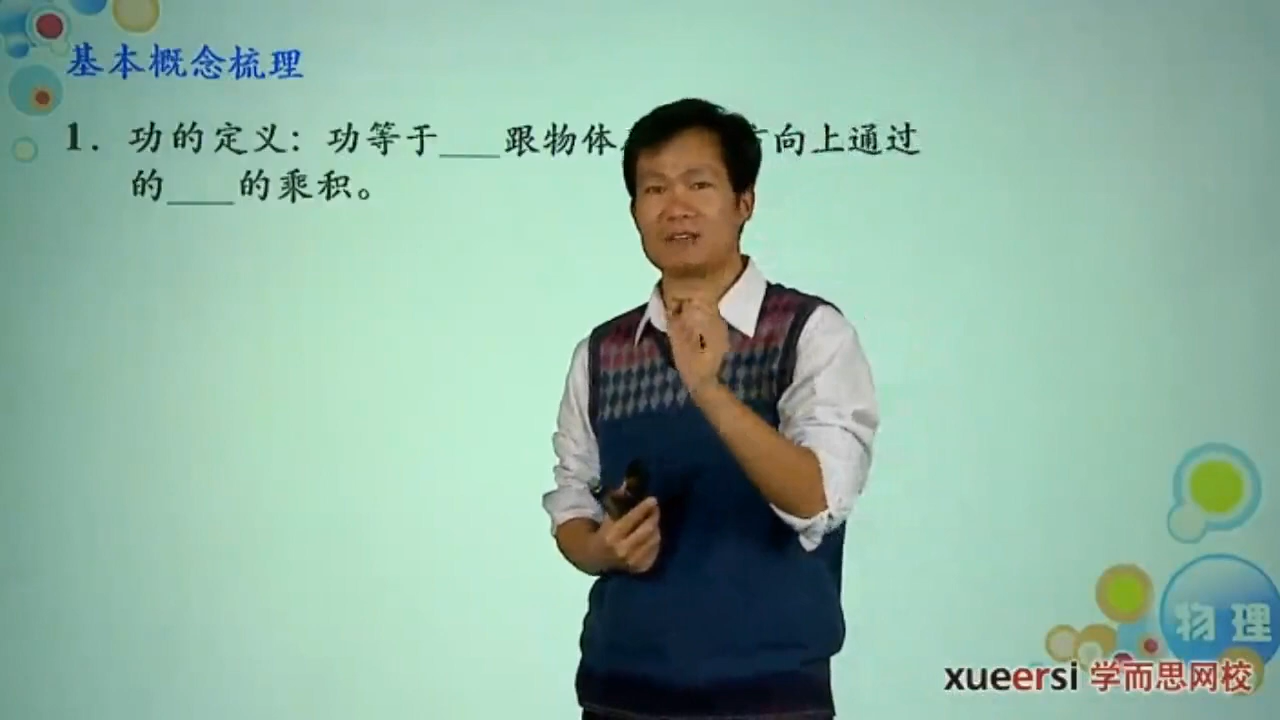 基本概念梳理
1. 功的定义：功等于___跟物体 方向上通过
的___的乘积。
物理
xueersi 学而思网校